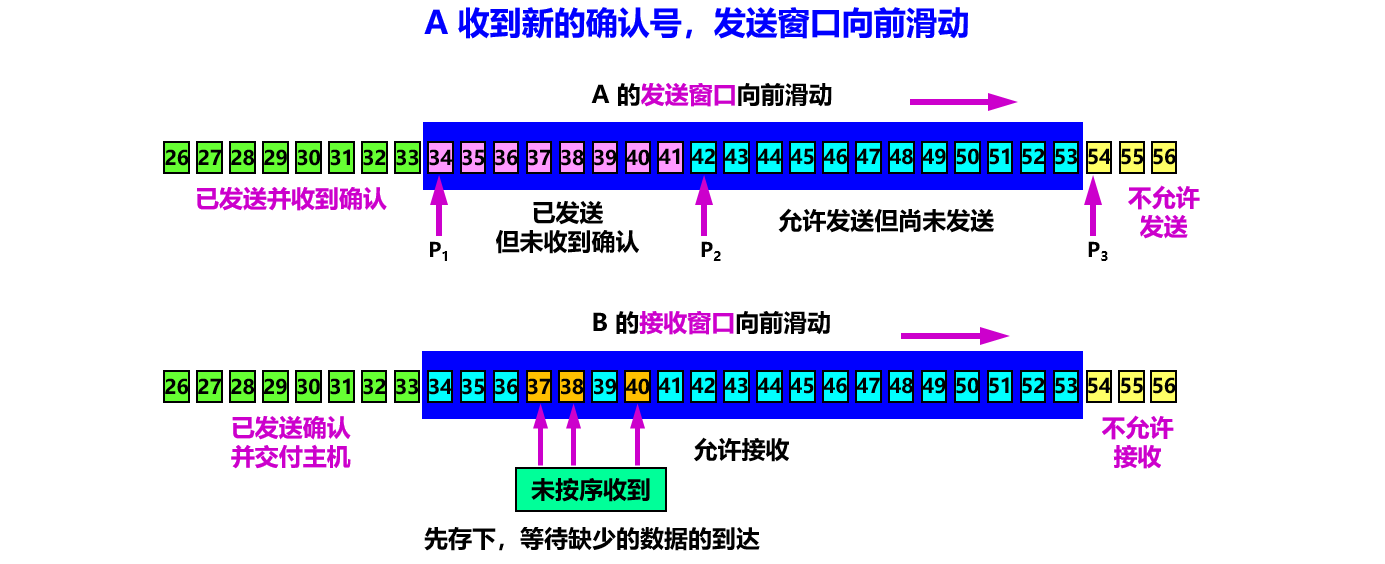 A 收到新的确认号，发送窗口向前滑动
A 的发送窗口向前滑动
26 27 28 29 30 31 32 33 34 35 36 37 38 39 40 41 42 43 44 45 46 47 48 49 50 51 52 53 54 55 56
已发送并收到确认
已发送
但未收到确认
允许发送但尚未发送
不允许
发送
P1
P2
P3
B 的接收窗口向前滑动
26 27 28 29 30 31 32 33 34 35 36 37 38 39 40 41 42 43 44 45 46 47 48 49 50 51 52 53 54 55 56
已发送确认
并交付主机
允许接收
不允许
接收
未按序收到
先存下，等待缺少的数据的到达